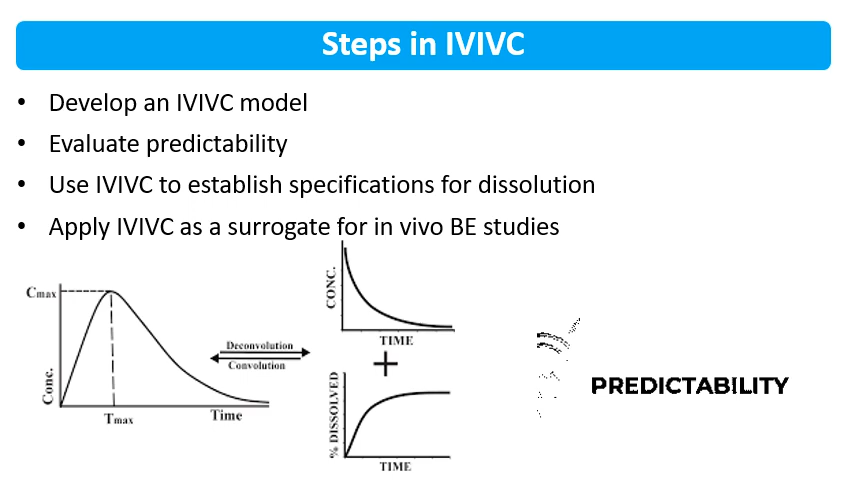 Steps in IVIVC
• Develop an IVIVC model
• Evaluate predictability
• Use IVIVC to establish specifications for dissolution
• Apply IVIVC as a surrogate for in vivo BE studies
Cmax
Conc.
Tmax
Time
Deconvolution
Convolution
CONC.
TIME
+
% DISSOLVED
TIME
PREDICTABILITY